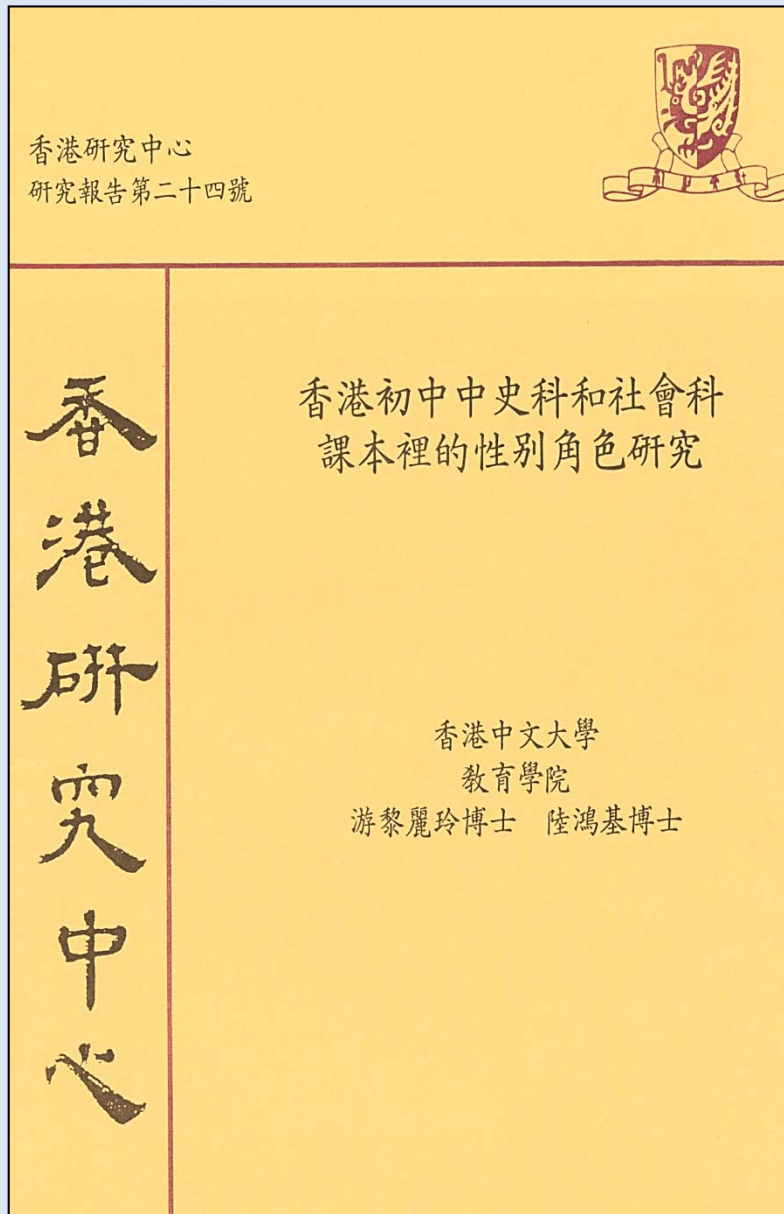 香港研究中心
研究報告第二十四號
香港初中中史科和社會科
課本裡的性别角色研究
香港中文大學
教育學院
游黎麗玲博士　陸鴻基博士
香港研究中心